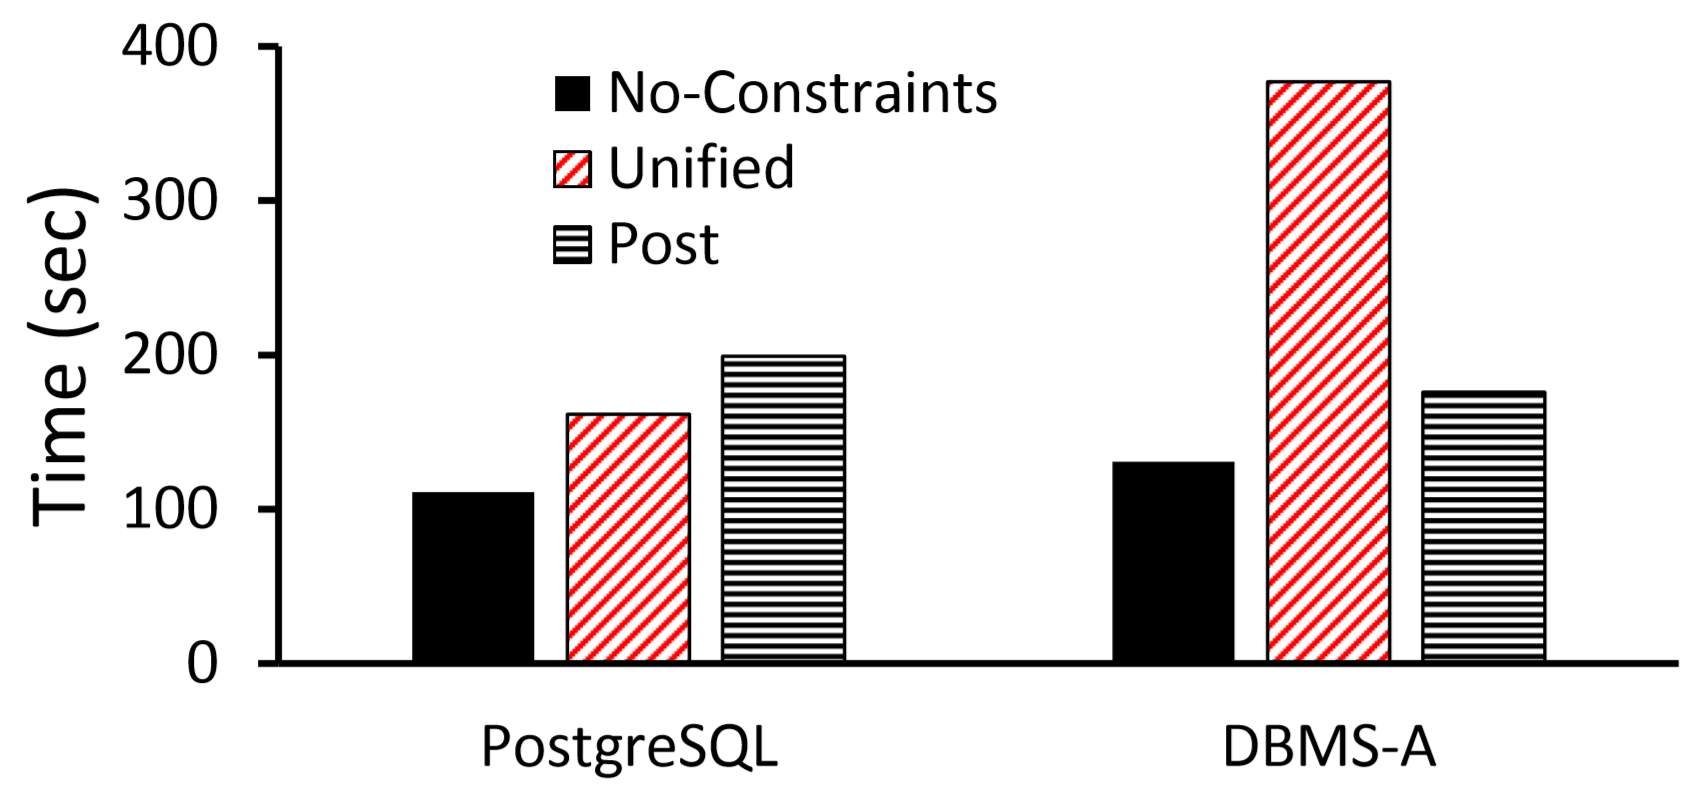 400
300
200
100
0
Time (sec)
No-Constraints
Unified
Post
PostgreSQL
DBMS-A